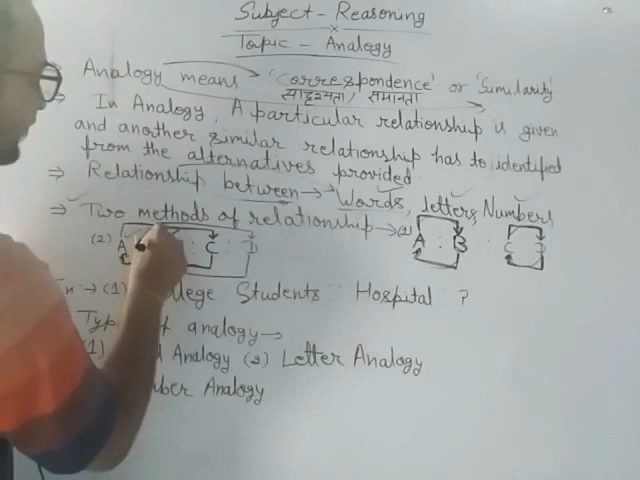 Subject - Reasoning
Topic - Analogy
Analogy means 'correspondence' or 'Similarity'
सादृश्यता / समानता
→ In Analogy, A particular relationship is given
and another similar relationship has to identified
from the alternatives provided.
⇒ Relationship between → Words, letters, Numbers
⇒ Two methods of relationship → (1) A : B : C : D
(2) A : C : D
→ (1) Students :: Hospital : ?
analogy →
(1) Analogy (2) Letter Analogy
Analogy